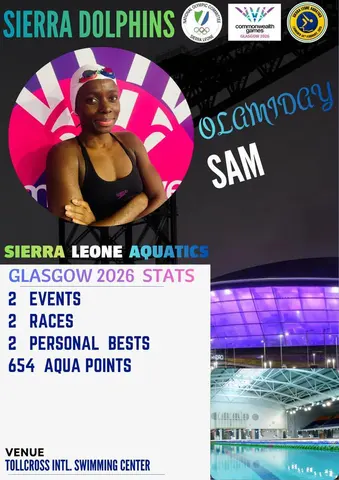 SIERRA DOLPHINS
commonwealth
games
GLASGOW 2026
OLAMIDAY
SAM
SIERRA LEONE AQUATICS
GLASGOW 2026 STATS
2 EVENTS
2 RACES
2 PERSONAL BESTS
654 AQUA POINTS
VENUE
TOLLCROSS INTL. SWIMMING CENTER